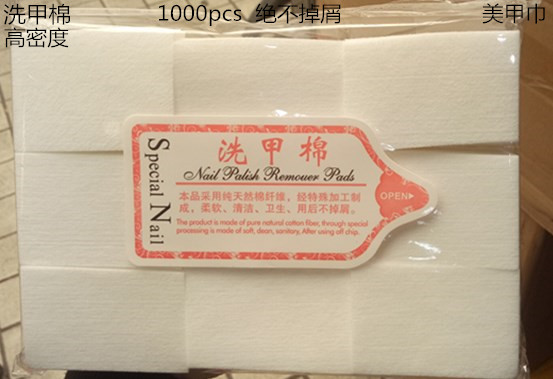 洗甲棉 1000pcs 绝不掉屑 美甲巾
高密度
洗甲棉
Nail Palish Remouer Pads
Special Nail
本品采用纯天然棉纤维，经特殊加工制
成，柔软、清洁、卫生、用后不掉屑。
The product is made of pure natural cotton fiber, through special
processing is made of soft, dean, sanitary, After using aff chip.
OPEN